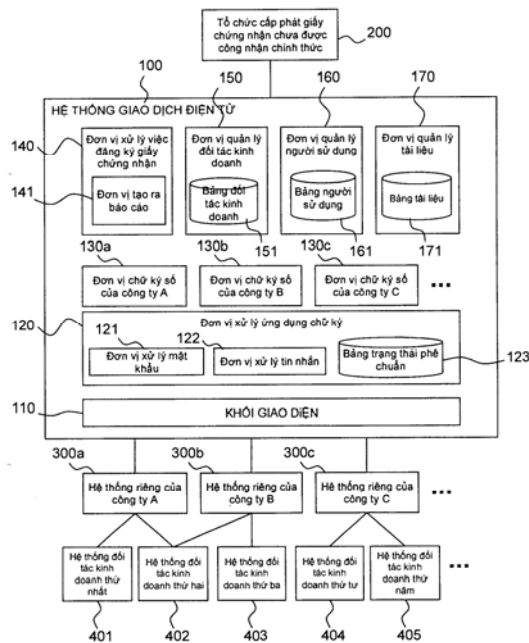 Tổ chức cấp phát giấy
chứng nhận chưa được
công nhận chính thức
200
100
150
160
170
HỆ THỐNG GIAO DỊCH ĐIỆN TỬ
140
Đơn vị xử lý việc
đăng ký giấy chứng
nhận
141
Đơn vị tạo ra
báo cáo
Đơn vị quản lý
đối tác kinh
doanh
Bảng đối
tác kinh
doanh
151
Đơn vị quản lý
người sử dụng
Bảng người
sử dụng
161
Đơn vị quản lý
tài liệu
Bảng tài liệu
171
130a
130b
130c
Đơn vị chữ ký số
của công ty A
Đơn vị chữ ký số
của công ty B
Đơn vị chữ ký số
của công ty C
...
120
Đơn vị xử lý ứng dụng chữ ký
121
122
Đơn vị xử lý mật
khẩu
Đơn vị xử lý tin nhắn
Bảng trạng thái phê
chuẩn
123
110
KHỐI GIAO DIỆN
300a
300b
300c
Hệ thống riêng của
công ty A
Hệ thống riêng của
công ty B
Hệ thống riêng của
công ty C
...
Hệ thống đối
tác kinh
doanh thứ
nhất
Hệ thống đối
tác kinh
doanh thứ hai
Hệ thống đối
tác kinh
doanh thứ ba
Hệ thống đối
tác kinh
doanh thứ tư
Hệ thống đối
tác kinh
doanh thứ
năm
...
401
402
403
404
405